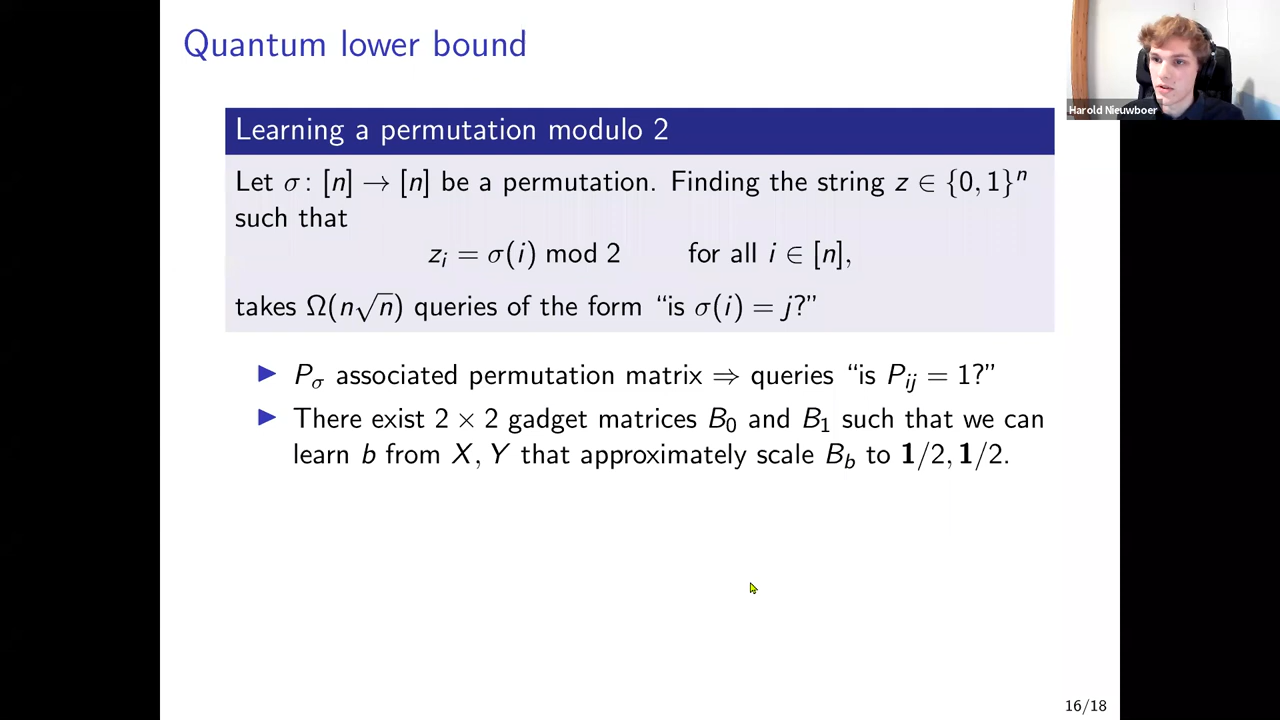 Quantum lower bound
Harold Nieuwboer
Learning a permutation modulo 2
Let σ: [n] → [n] be a permutation. Finding the string z ∈ {0, 1}ⁿ
such that
zᵢ = σ(i) mod 2 for all i ∈ [n],
takes Ω(n√n) queries of the form “is σ(i) = j?”
▶ P_σ associated permutation matrix ⇒ queries “is P_ij = 1?”
▶ There exist 2 × 2 gadget matrices B₀ and B₁ such that we can
learn b from X, Y that approximately scale B_b to 𝟏/2, 𝟏/2.
16/18